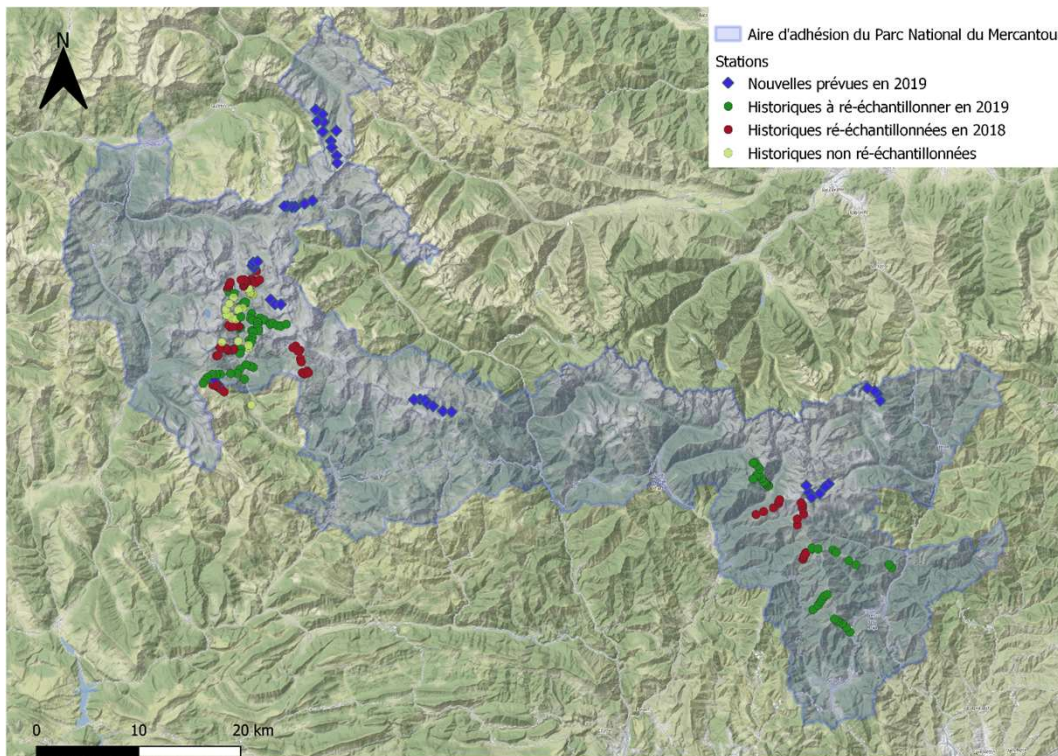 N
Aire d'adhésion du Parc National du Mercantou
Stations
Nouvelles prévues en 2019
Historiques à ré-échantillonner en 2019
Historiques ré-échantillonnées en 2018
Historiques non ré-échantillonnées
0 10 20 km